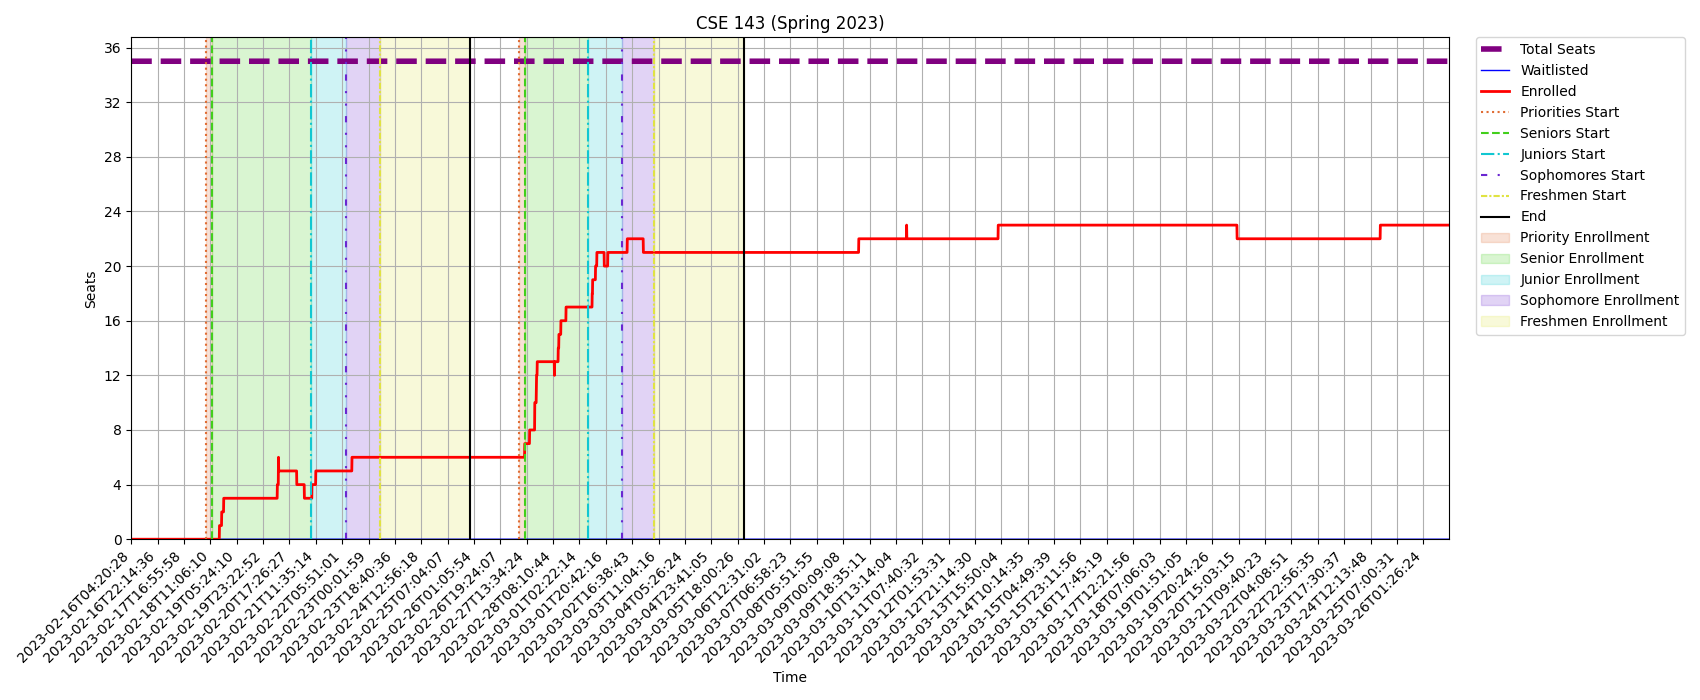 CSE 143 (Spring 2023)
36
32
28
24
20
16
12
8
4
0
Seats
2023-02-16T04:20:28
2023-02-16T22:14:36
2023-02-17T16:55:58
2023-02-18T11:06:10
2023-02-19T05:24:10
2023-02-19T23:22:52
2023-02-20T17:26:27
2023-02-21T11:35:14
2023-02-22T05:51:01
2023-02-23T00:01:59
2023-02-23T18:40:36
2023-02-24T12:56:18
2023-02-25T07:04:07
2023-02-26T01:05:54
2023-02-26T19:24:07
2023-02-27T13:34:24
2023-02-28T08:10:44
2023-03-01T02:22:14
2023-03-01T20:42:16
2023-03-02T16:38:43
2023-03-03T11:04:16
2023-03-04T05:26:24
2023-03-04T23:41:05
2023-03-05T18:00:26
2023-03-06T12:31:02
2023-03-07T06:58:23
2023-03-08T05:51:55
2023-03-09T00:09:08
2023-03-09T18:35:11
2023-03-10T13:14:04
2023-03-11T07:40:32
2023-03-12T01:53:31
2023-03-12T21:14:30
2023-03-13T15:50:04
2023-03-14T10:14:35
2023-03-15T04:49:39
2023-03-15T23:11:56
2023-03-16T17:45:19
2023-03-17T12:21:56
2023-03-18T07:06:03
2023-03-19T01:51:05
2023-03-19T20:24:26
2023-03-20T15:03:15
2023-03-21T09:40:23
2023-03-22T04:08:51
2023-03-22T22:56:35
2023-03-23T17:30:37
2023-03-24T12:13:48
2023-03-25T07:00:31
2023-03-26T01:26:24
Time
Total Seats
Waitlisted
Enrolled
Priorities Start
Seniors Start
Juniors Start
Sophomores Start
Freshmen Start
End
Priority Enrollment
Senior Enrollment
Junior Enrollment
Sophomore Enrollment
Freshmen Enrollment